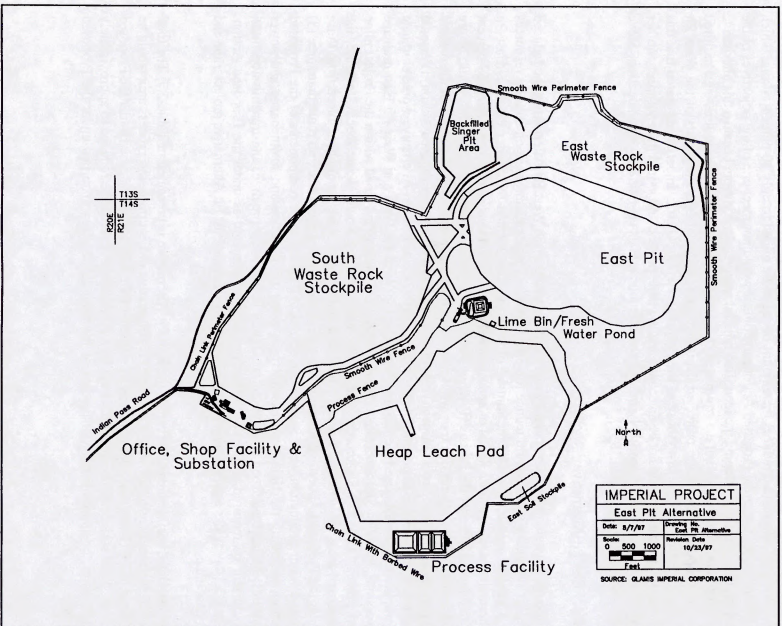 Smooth Wire Perimeter Fence
Backfilled
Singer
Pit
Area
East
Waste Rock
Stockpile
T13S
T14S
R20E
R21E
Smooth Wire Perimeter Fence
South
Waste Rock
Stockpile
East Pit
Chain Link Perimeter Fence
Lime Bin/Fresh
Water Pond
Smooth Wire Fence
Process Fence
Indian Pass Road
Office, Shop Facility &
Substation
Heap Leach Pad
North
East Soil Stockpile
Chain Link With Barbed Wire
Process Facility
IMPERIAL PROJECT
East Pit Alternative
Date: 8/7/97
Drawing No.
East Pit Alternative
Scale:
0 500 1000
Feet
Revision Date
10/23/97
SOURCE: GLAMIS IMPERIAL CORPORATION